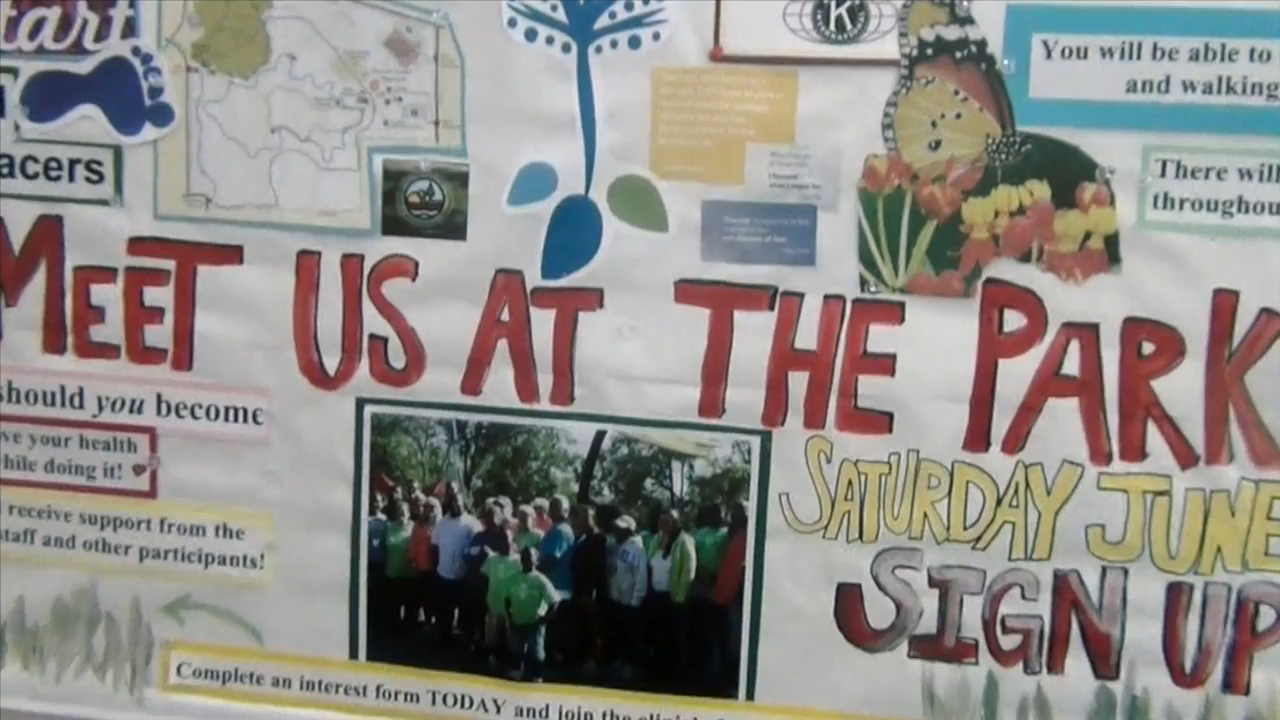 tart
K
You will be able to
and walking
acers
There will
throughou
MEET US AT THE PARK
should you become
ve your health
while doing it!
receive support from the
staff and other participants!
SATURDAY JUNE
SIGN UP
Complete an interest form TODAY and join the